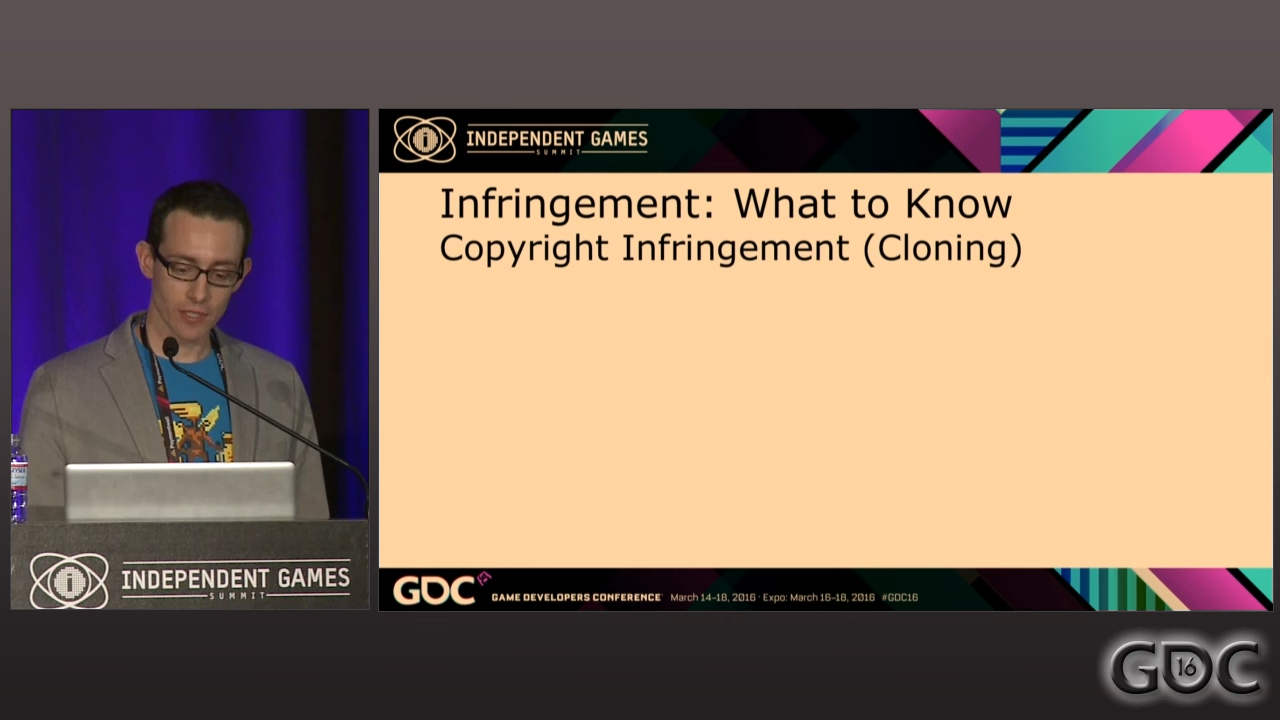 INDEPENDENT GAMES
SUMMIT
Infringement: What to Know
Copyright Infringement (Cloning)
INDEPENDENT GAMES
SUMMIT
GDC GAME DEVELOPERS CONFERENCE March 14-18, 2016 · Expo: March 16-18, 2016 #GDC16
GDC 16